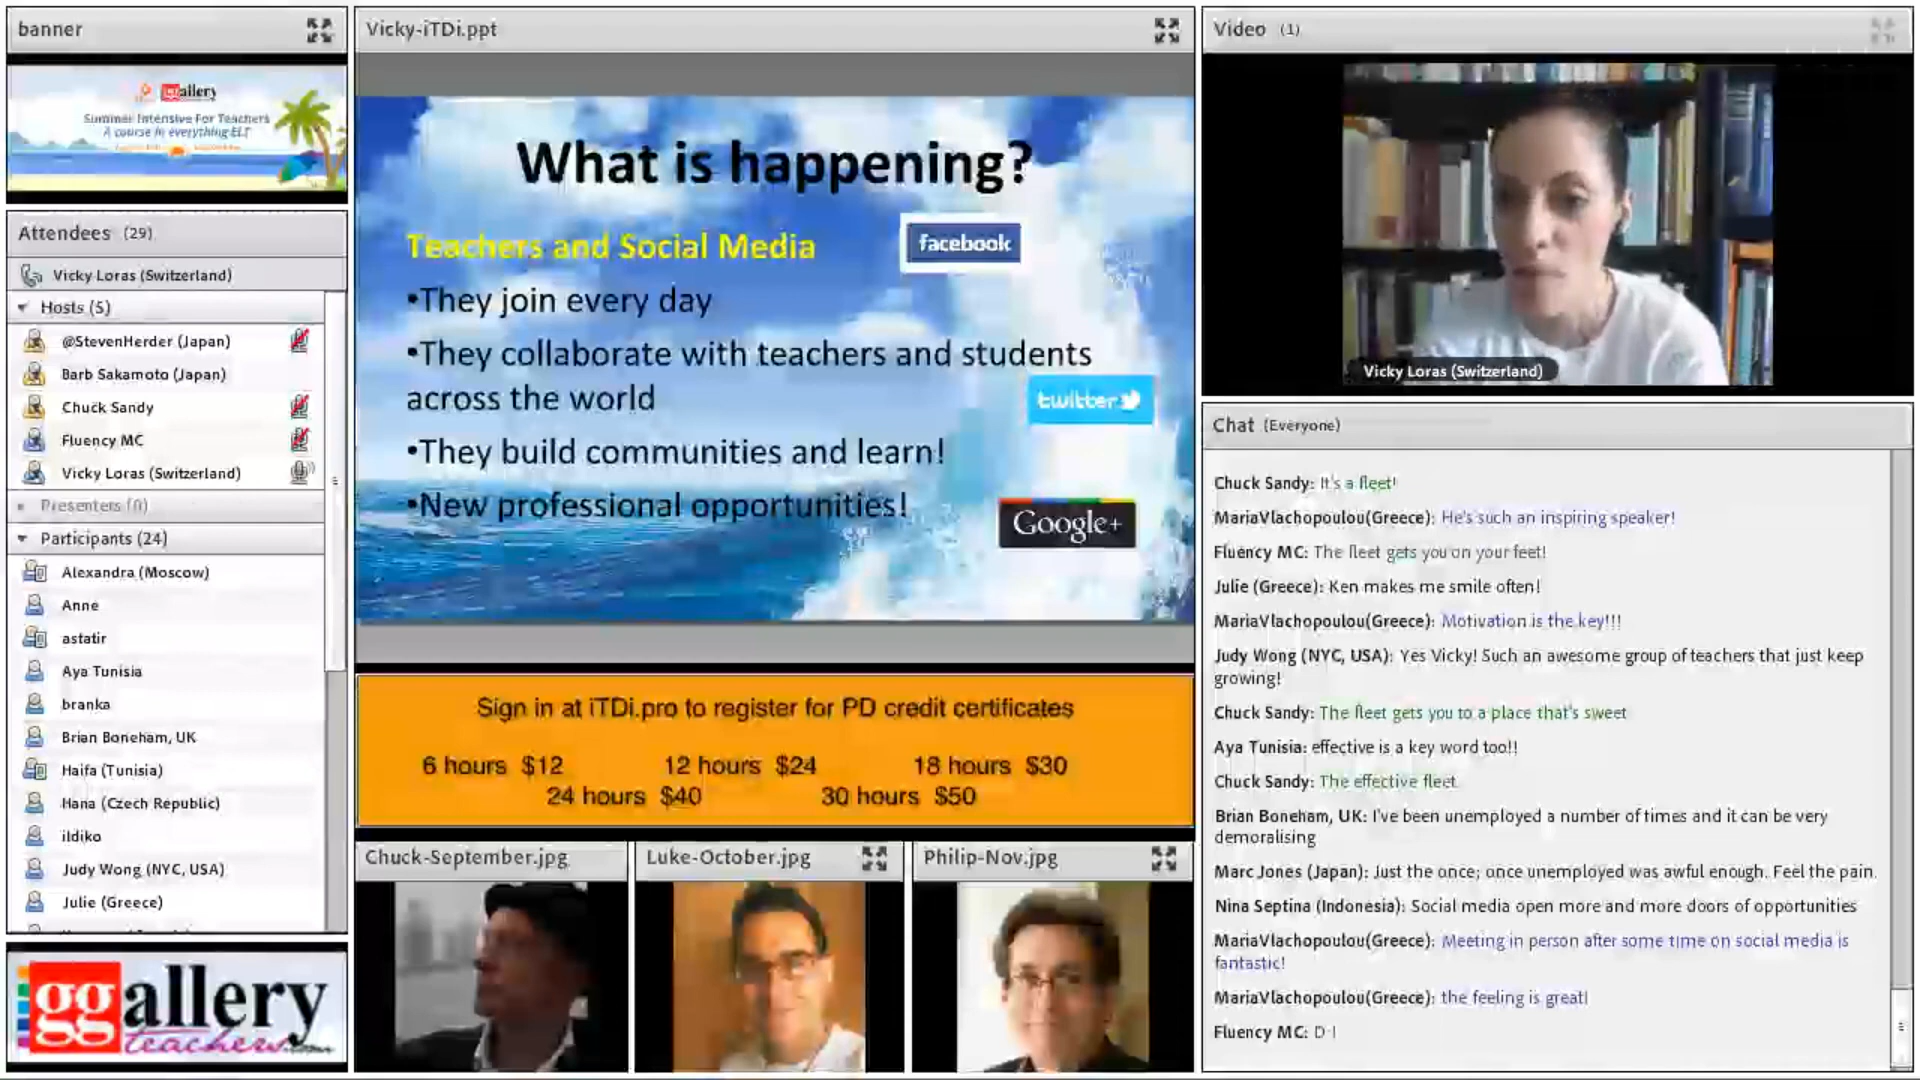 banner
ggallery
Summer Intensive For Teachers
A course in everything ELT
Attendees (29)
Vicky Loras (Switzerland)
Hosts (5)
@StevenHerder (Japan)
Barb Sakamoto (Japan)
Chuck Sandy
Fluency MC
Vicky Loras (Switzerland)
Presenters (0)
Participants (24)
Alexandra (Moscow)
Anne
astatir
Aya Tunisia
branka
Brian Boneham, UK
Haifa (Tunisia)
Hana (Czech Republic)
ildiko
Judy Wong (NYC, USA)
Julie (Greece)
ggallery
teachers.com
Vicky-iTDi.ppt
What is happening?
Teachers and Social Media
facebook
•They join every day
•They collaborate with teachers and students
across the world
twitter
•They build communities and learn!
•New professional opportunities!
Google+
Sign in at iTDi.pro to register for PD credit certificates
6 hours $12 12 hours $24 18 hours $30
24 hours $40 30 hours $50
Chuck-September.jpg
Luke-October.jpg
Philip-Nov.jpg
Video (1)
Vicky Loras (Switzerland)
Chat (Everyone)
Chuck Sandy: It's a fleet!
MariaVlachopoulou(Greece): He's such an inspiring speaker!
Fluency MC: The fleet gets you on your feet!
Julie (Greece): Ken makes me smile often!
MariaVlachopoulou(Greece): Motivation is the key!!!
Judy Wong (NYC, USA): Yes Vicky! Such an awesome group of teachers that just keep
growing!
Chuck Sandy: The fleet gets you to a place that's sweet
Aya Tunisia: effective is a key word too!!
Chuck Sandy: The effective fleet.
Brian Boneham, UK: I've been unemployed a number of times and it can be very
demoralising
Marc Jones (Japan): Just the once; once unemployed was awful enough. Feel the pain.
Nina Septina (Indonesia): Social media open more and more doors of opportunities
MariaVlachopoulou(Greece): Meeting in person after some time on social media is
fantastic!
MariaVlachopoulou(Greece): the feeling is great!
Fluency MC: